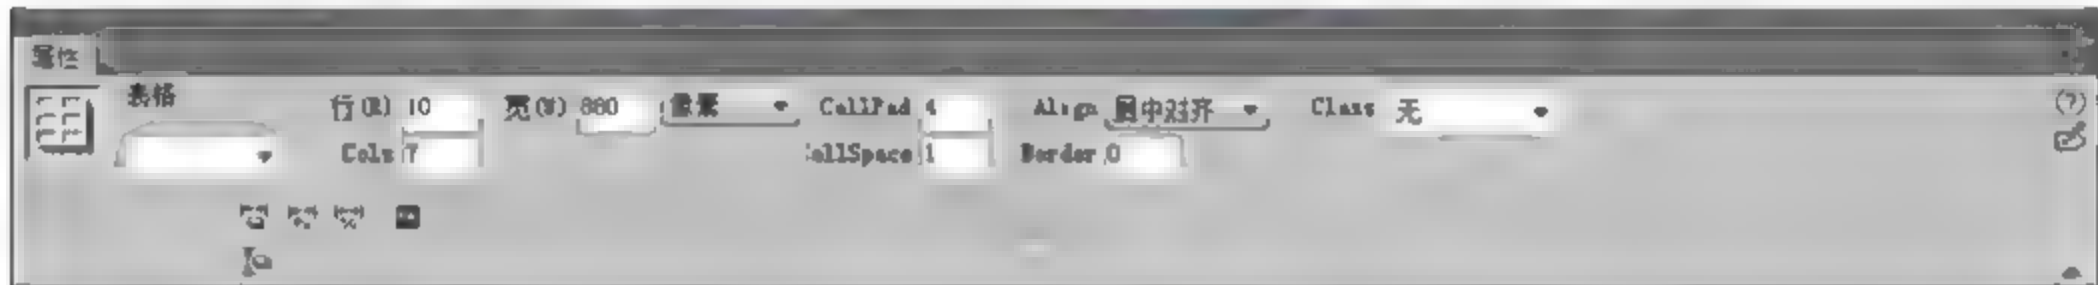 属性
表格
行(R) 10 宽(W) 880 像素 CellPad 4 Align 居中对齐 Class 无
Cols 7 CellSpace 1 Border 0